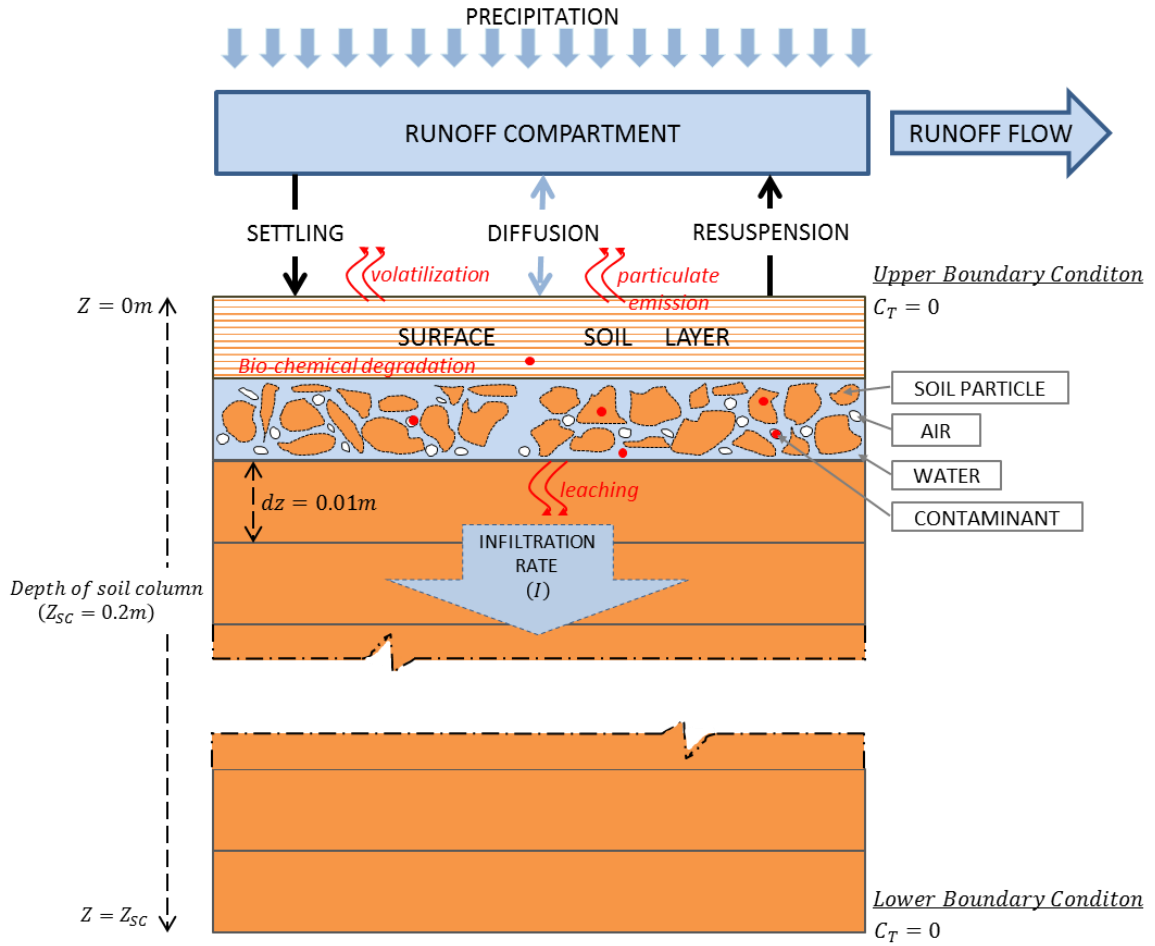 PRECIPITATION
RUNOFF COMPARTMENT
RUNOFF FLOW
SETTLING
DIFFUSION
RESUSPENSION
volatilization
particulate
emission
Upper Boundary Conditon
Z = 0m
C_T = 0
SURFACE SOIL LAYER
Bio-chemical degradation
SOIL PARTICLE
AIR
WATER
CONTAMINANT
leaching
dz = 0.01m
INFILTRATION
RATE
(I)
Depth of soil column
(Z_SC = 0.2m)
Lower Boundary Conditon
Z = Z_SC
C_T = 0